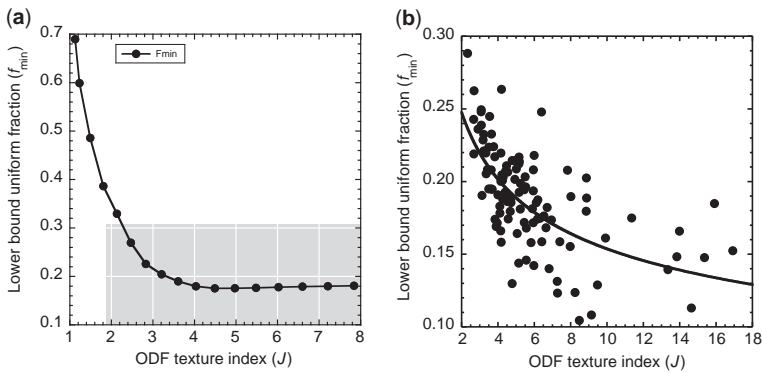 (a)
0.7
0.6
0.5
0.4
0.3
0.2
0.1
Lower bound uniform fraction (fmin)
Fmin
1 2 3 4 5 6 7 8
ODF texture index (J)
(b)
0.30
0.25
0.20
0.15
0.10
Lower bound uniform fraction (fmin)
2 4 6 8 10 12 14 16 18
ODF texture index (J)